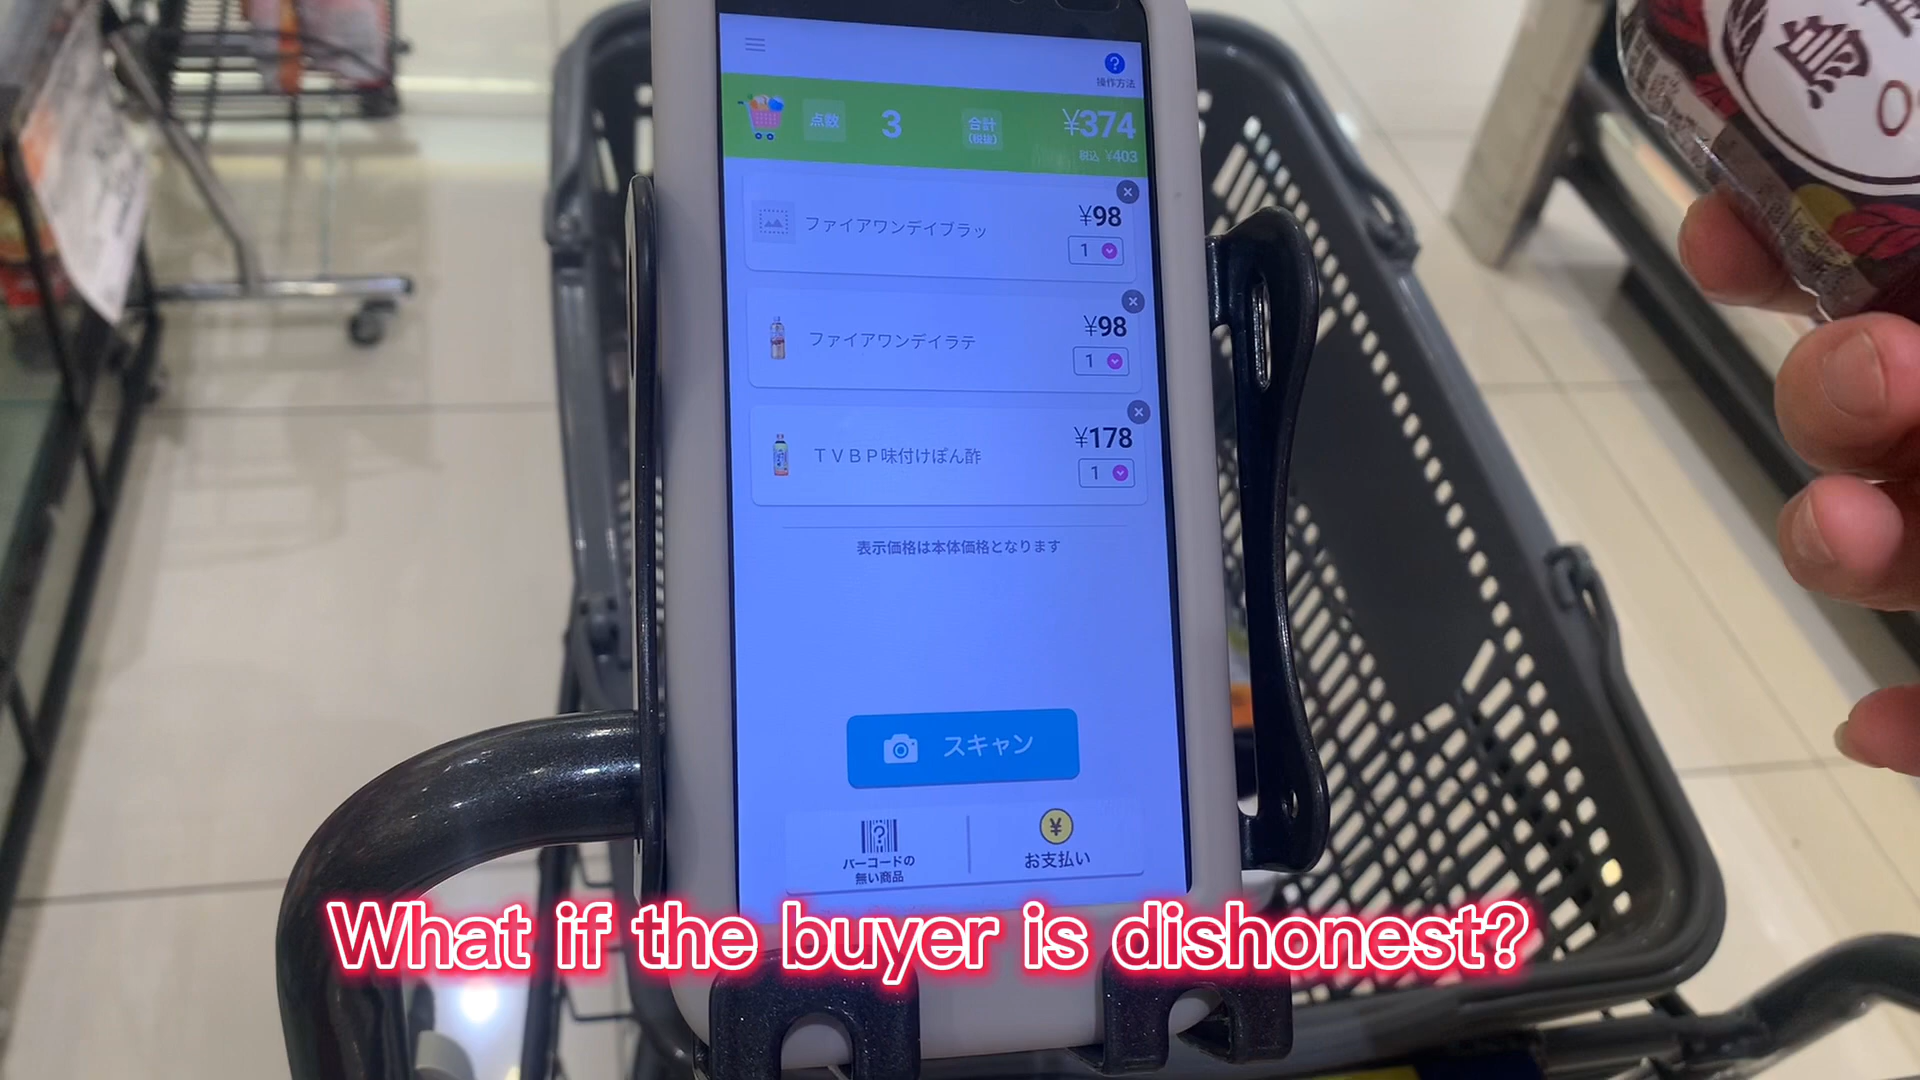 ?
操作方法
点数 3 合計 (税抜) ¥374
税込 ¥403
ファイアワンデイブラッ ¥98
1
ファイアワンデイラテ ¥98
1
TVBP味付けぽん酢 ¥178
1
表示価格は本体価格となります
スキャン
バーコードの
無い商品
¥
お支払い
烏
What if the buyer is dishonest?